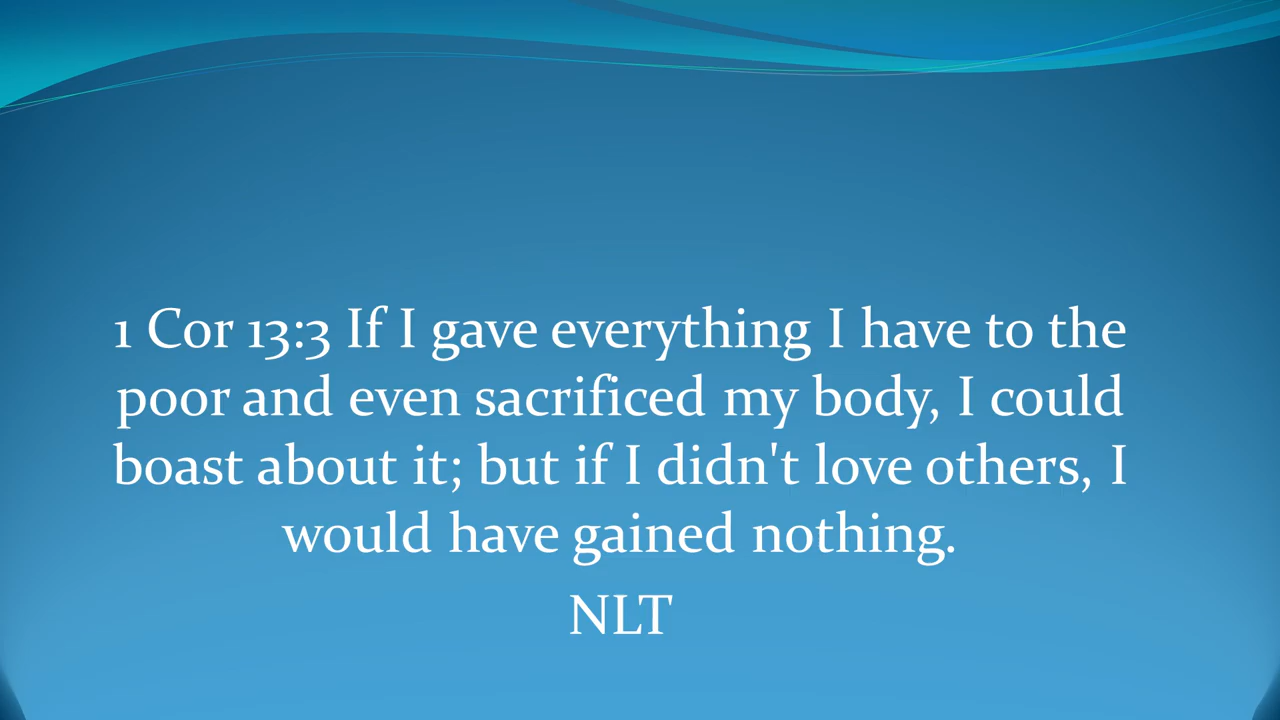 1 Cor 13:3 If I gave everything I have to the
poor and even sacrificed my body, I could
boast about it; but if I didn't love others, I
would have gained nothing.
NLT